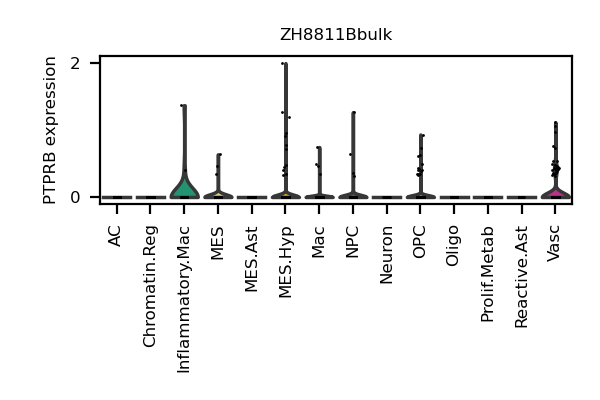 ZH8811Bbulk
PTPRB expression
2
0
AC
Chromatin.Reg
Inflammatory.Mac
MES
MES.Ast
MES.Hyp
Mac
NPC
Neuron
OPC
Oligo
Prolif.Metab
Reactive.Ast
Vasc